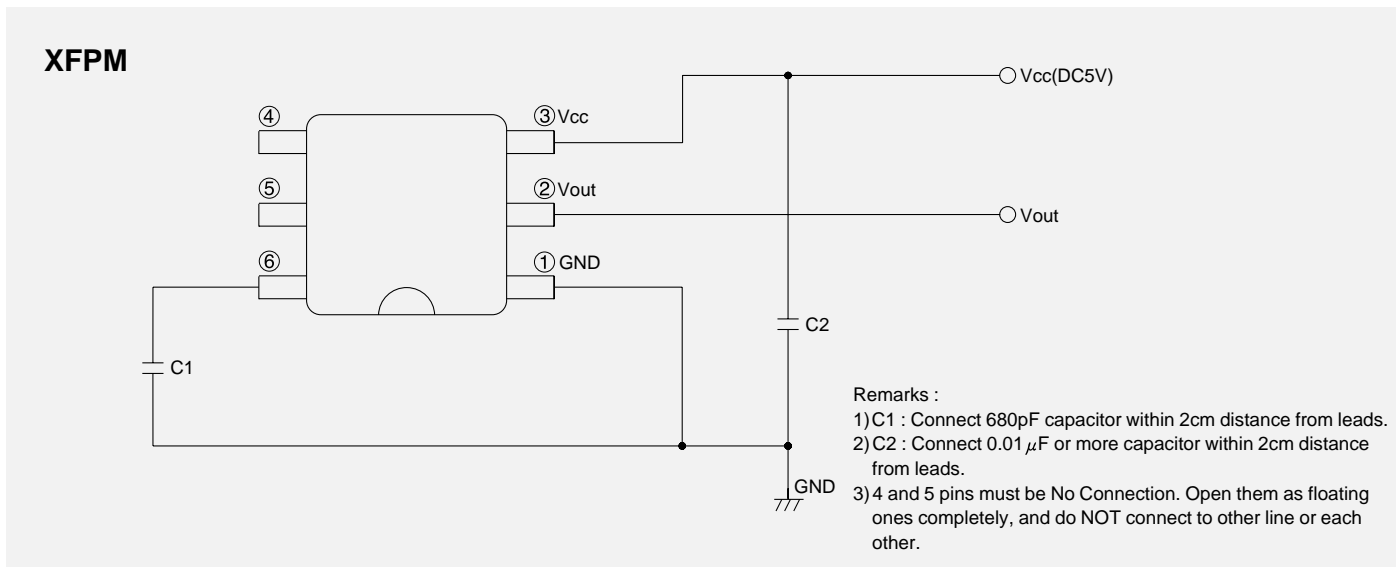 XFPM
Vcc(DC5V)
④
③Vcc
⑤
②Vout
Vout
⑥
①GND
C2
C1
Remarks :
1)C1 : Connect 680pF capacitor within 2cm distance from leads.
2)C2 : Connect 0.01 μF or more capacitor within 2cm distance
from leads.
GND
3)4 and 5 pins must be No Connection. Open them as floating
ones completely, and do NOT connect to other line or each
other.